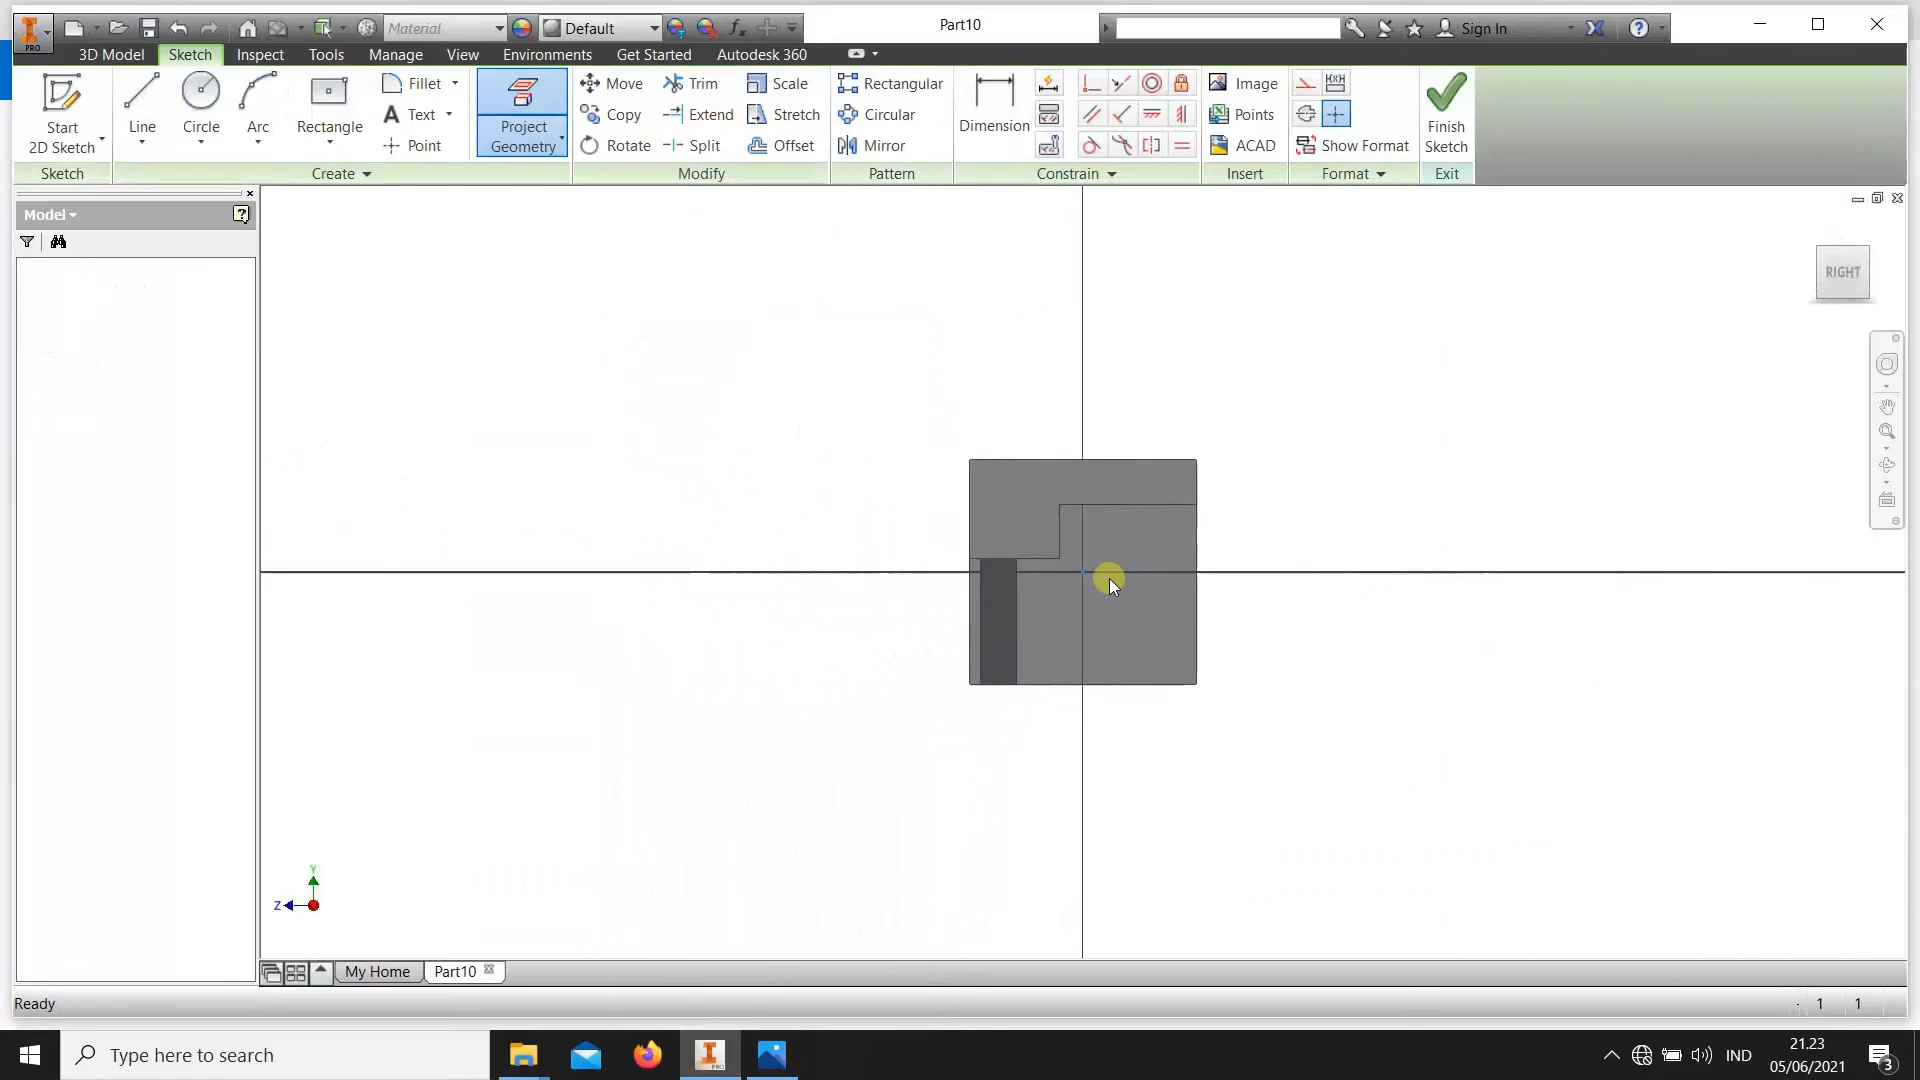 Material
Default
Part10
Sign In
PRO
3D Model
Sketch
Inspect
Tools
Manage
View
Environments
Get Started
Autodesk 360
Start
2D Sketch
Line
Circle
Arc
Rectangle
Fillet
Text
Point
Project
Geometry
Move
Copy
Rotate
Trim
Extend
Split
Scale
Stretch
Offset
Rectangular
Circular
Mirror
Dimension
Image
Points
ACAD
Show Format
Finish
Sketch
Sketch
Create
Modify
Pattern
Constrain
Insert
Format
Exit
Model
RIGHT
Y
Z
My Home
Part10
Ready
1 1
Type here to search
PRO
IND
21.23
05/06/2021
3